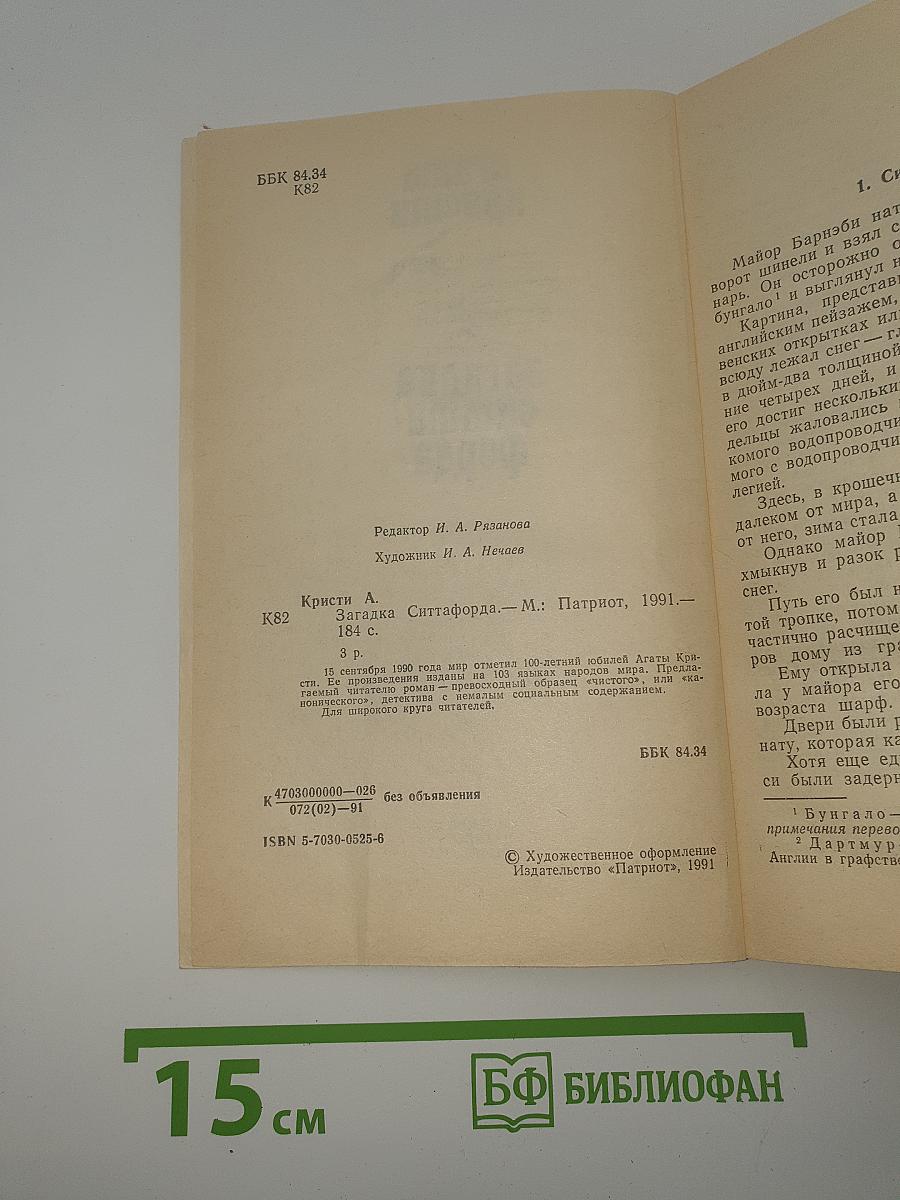 ББК 84.34
К82
Редактор И. А. Рязанова
Художник И. А. Нечаев
Кристи А.
К82 Загадка Ситтафорда.— М.: Патриот, 1991.—
184 с.
3 р.
15 сентября 1990 года мир отметил 100-летний юбилей Агаты Кри-
сти. Ее произведения изданы на 103 языках народов мира. Предла-
гаемый читателю роман — превосходный образец «чистого», или «ка-
нонического», детектива с немалым социальным содержанием.
Для широкого круга читателей.
ББК 84.34
К 4703000000—026
072(02)—91 без объявления
ISBN 5-7030-0525-6
© Художественное оформление
Издательство «Патриот», 1991
1. Си
Майор Барнэби нат
ворот шинели и взял с
нарь. Он осторожно о
бунгало¹ и выглянул н
Картина, представ
английским пейзажем,
венских открытках ил
всюду лежал снег — гл
в дюйм-два толщиной
ние четырех дней, и
его достиг нескольки
дельцы жаловались
комого водопроводчи
мого с водопроводчи
легией.
Здесь, в крошечн
далеком от мира, а
от него, зима стала
Однако майор
хмыкнув и разок р
снег.
Путь его был н
той тропке, потом
частично расчище
ров дому из гра
Ему открыла
ла у майора его
возраста шарф.
Двери были р
нату, которая ка
Хотя еще ед
си были задерн
¹ Бунгало —
примечания перево
² Дартмур
Англии в графстве
15 см
БФ БИБЛИОФАН